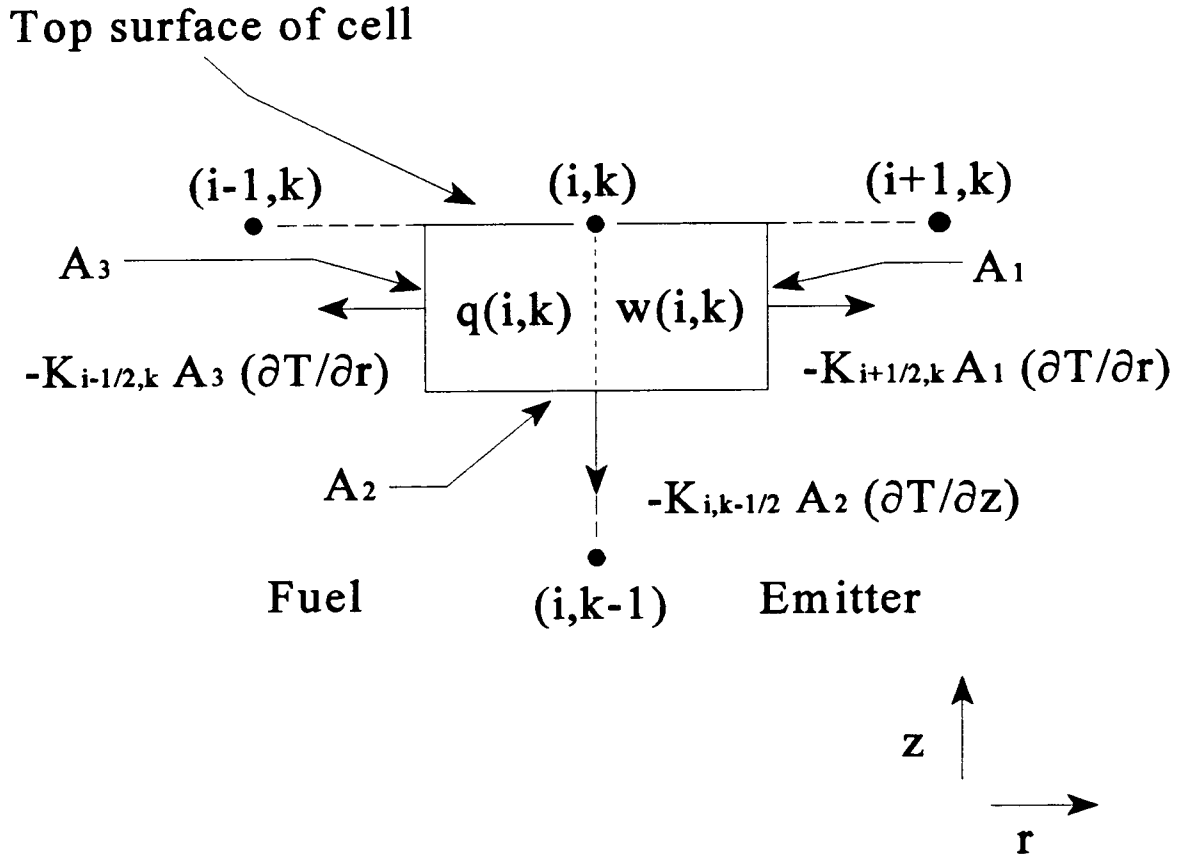 Top surface of cell
(i-1,k) (i,k) (i+1,k)
A3 A1
q(i,k) w(i,k)
-Ki-1/2,k A3 (∂T/∂r) -Ki+1/2,k A1 (∂T/∂r)
A2
-Ki,k-1/2 A2 (∂T/∂z)
Fuel (i,k-1) Emitter
z
r